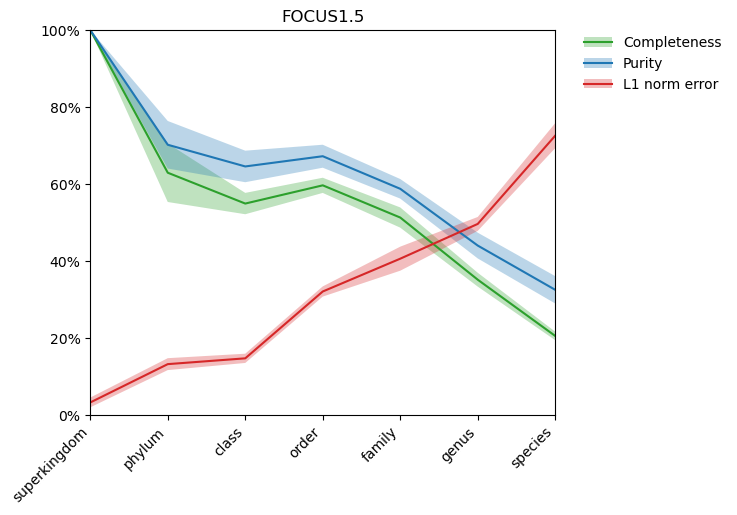 FOCUS1.5
100%
80%
60%
40%
20%
0%
superkingdom
phylum
class
order
family
genus
species
Completeness
Purity
L1 norm error